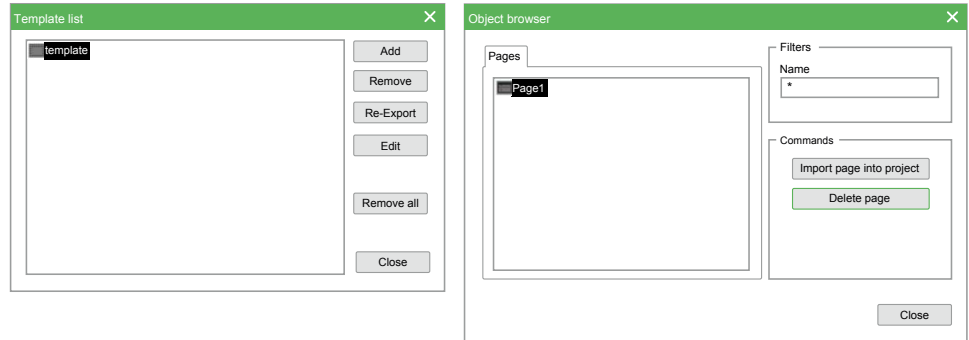 Template list
template
Add
Remove
Re-Export
Edit
Remove all
Close
Object browser
Pages
Page1
Filters
Name
*
Commands
Import page into project
Delete page
Close